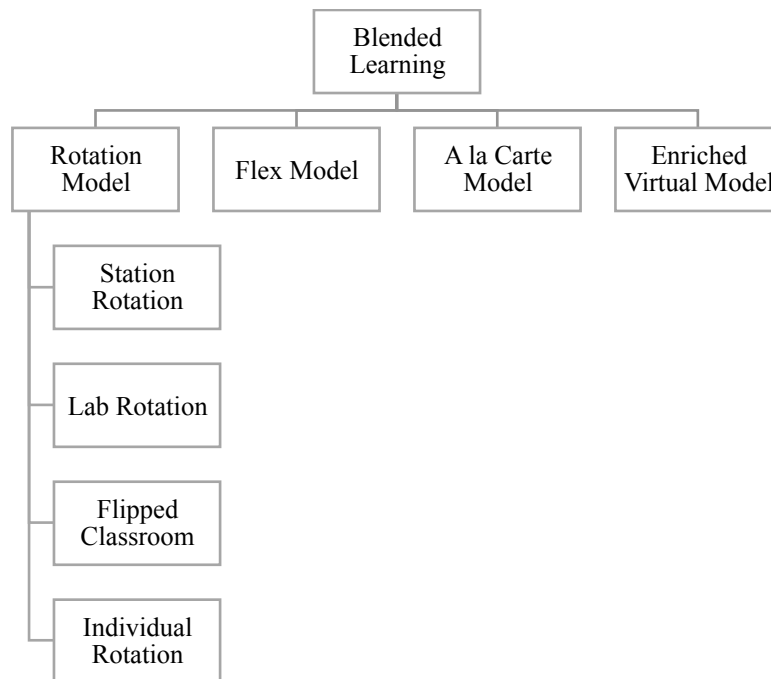 Blended
Learning
Rotation
Model
Flex Model
A la Carte
Model
Enriched
Virtual Model
Station
Rotation
Lab Rotation
Flipped
Classroom
Individual
Rotation